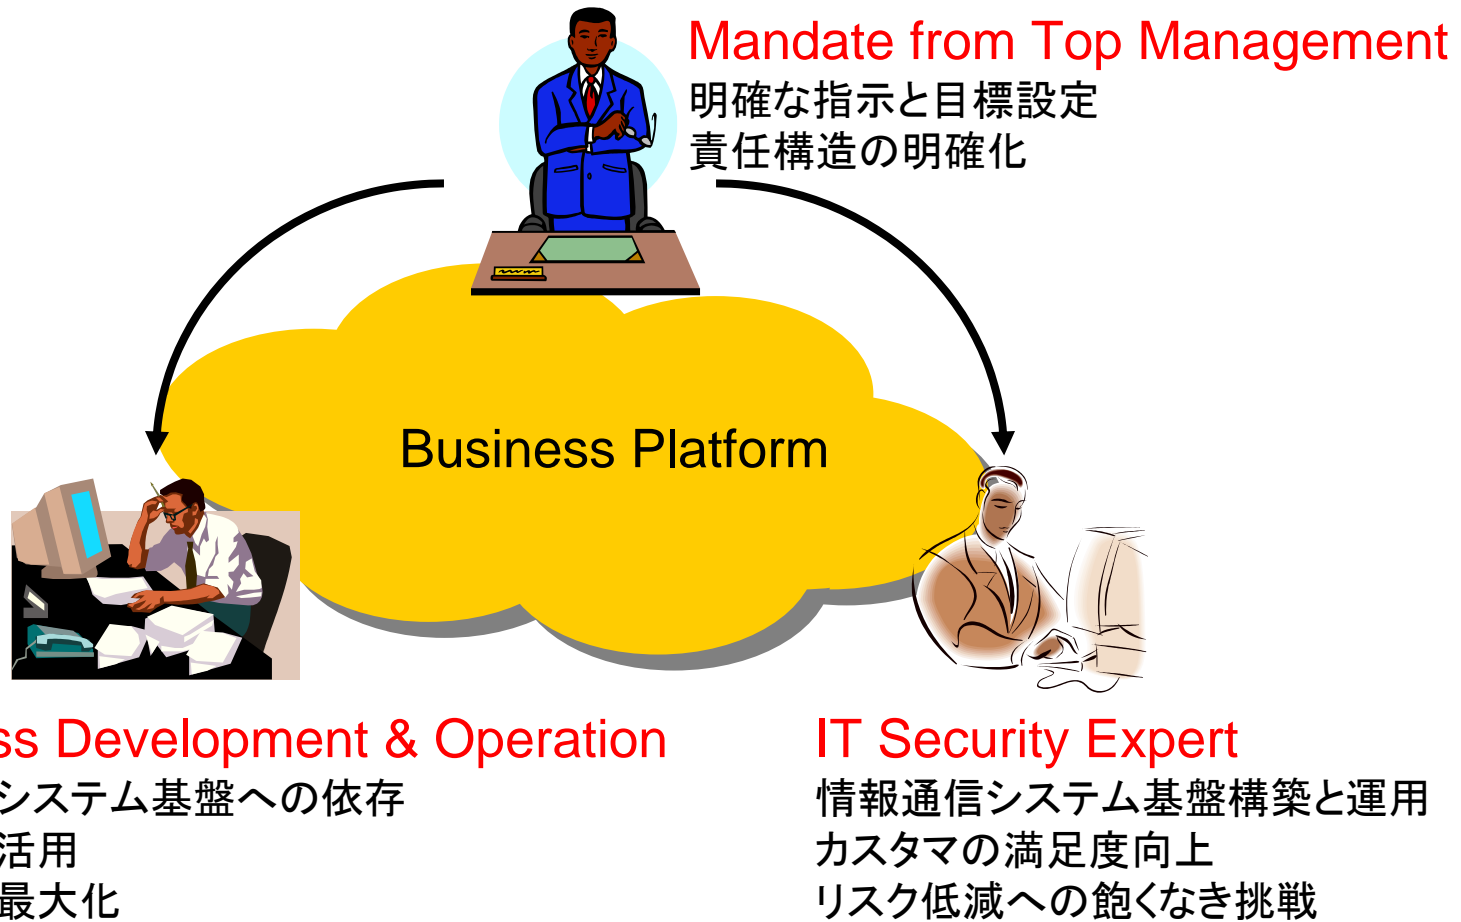 Mandate from Top Management
明確な指示と目標設定
責任構造の明確化
Business Platform
ss Development & Operation
システム基盤への依存
活用
最大化
IT Security Expert
情報通信システム基盤構築と運用
カスタマの満足度向上
リスク低減への飽くなき挑戦